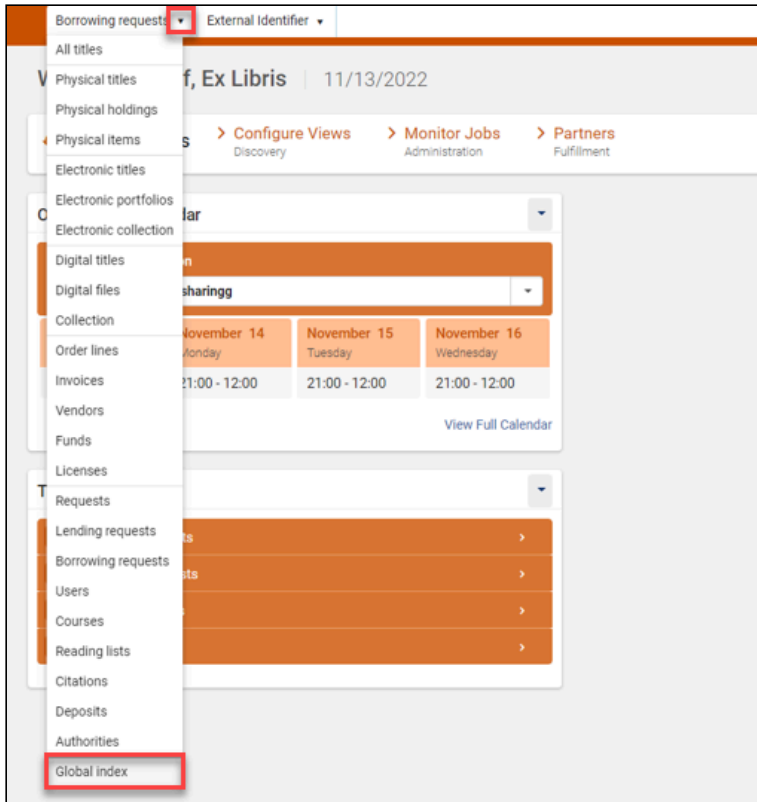 Borrowing requests External Identifier
All titles
Physical titles
Physical holdings
Physical items
Electronic titles
Electronic portfolios
Electronic collection
Digital titles
Digital files
Collection
Order lines
Invoices
Vendors
Funds
Licenses
Requests
Lending requests
Borrowing requests
Users
Courses
Reading lists
Citations
Deposits
Authorities
Global index
f, Ex Libris 11/13/2022
Configure Views Monitor Jobs Partners
Discovery Administration Fulfillment
sharingg
November 14 November 15 November 16
Monday Tuesday Wednesday
21:00 - 12:00 21:00 - 12:00 21:00 - 12:00
View Full Calendar